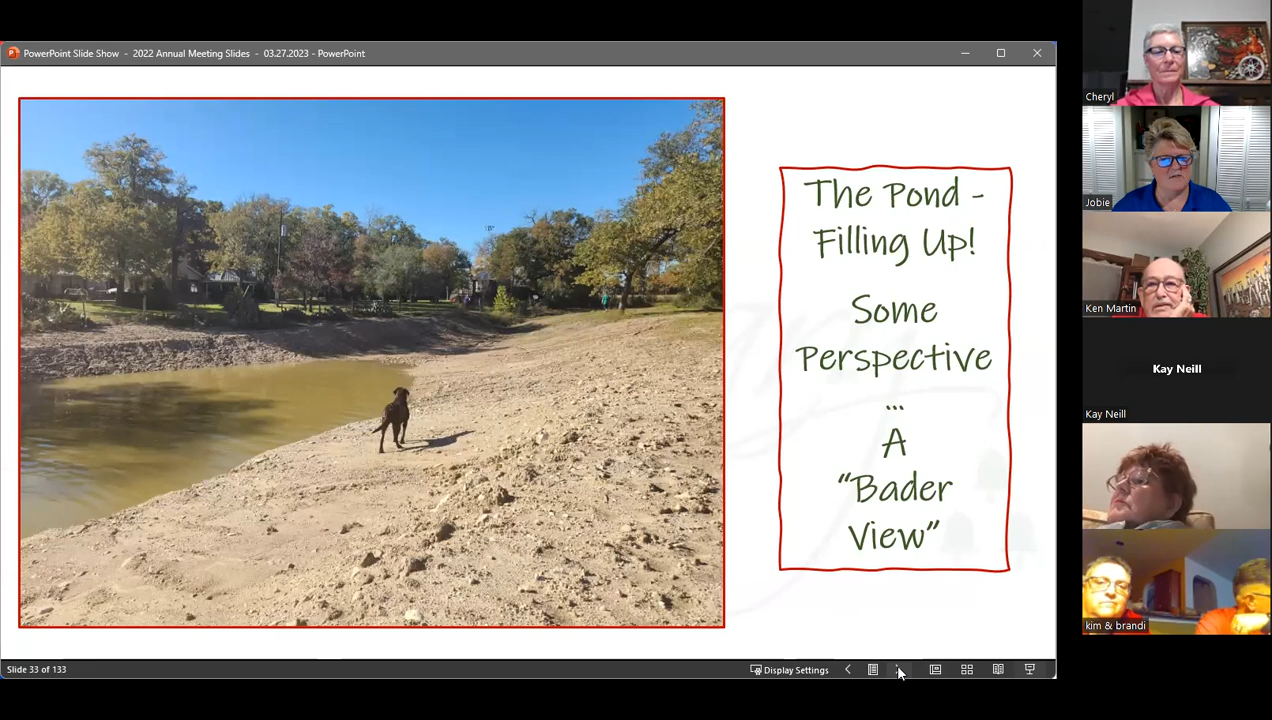 PowerPoint Slide Show - 2022 Annual Meeting Slides - 03.27.2023 - PowerPoint
The Pond -
Filling Up!
Some
Perspective
...
A
“Bader
View”
Slide 33 of 133
Display Settings
Cheryl
Jobie
Ken Martin
Kay Neill
Kay Neill
kim & brandi